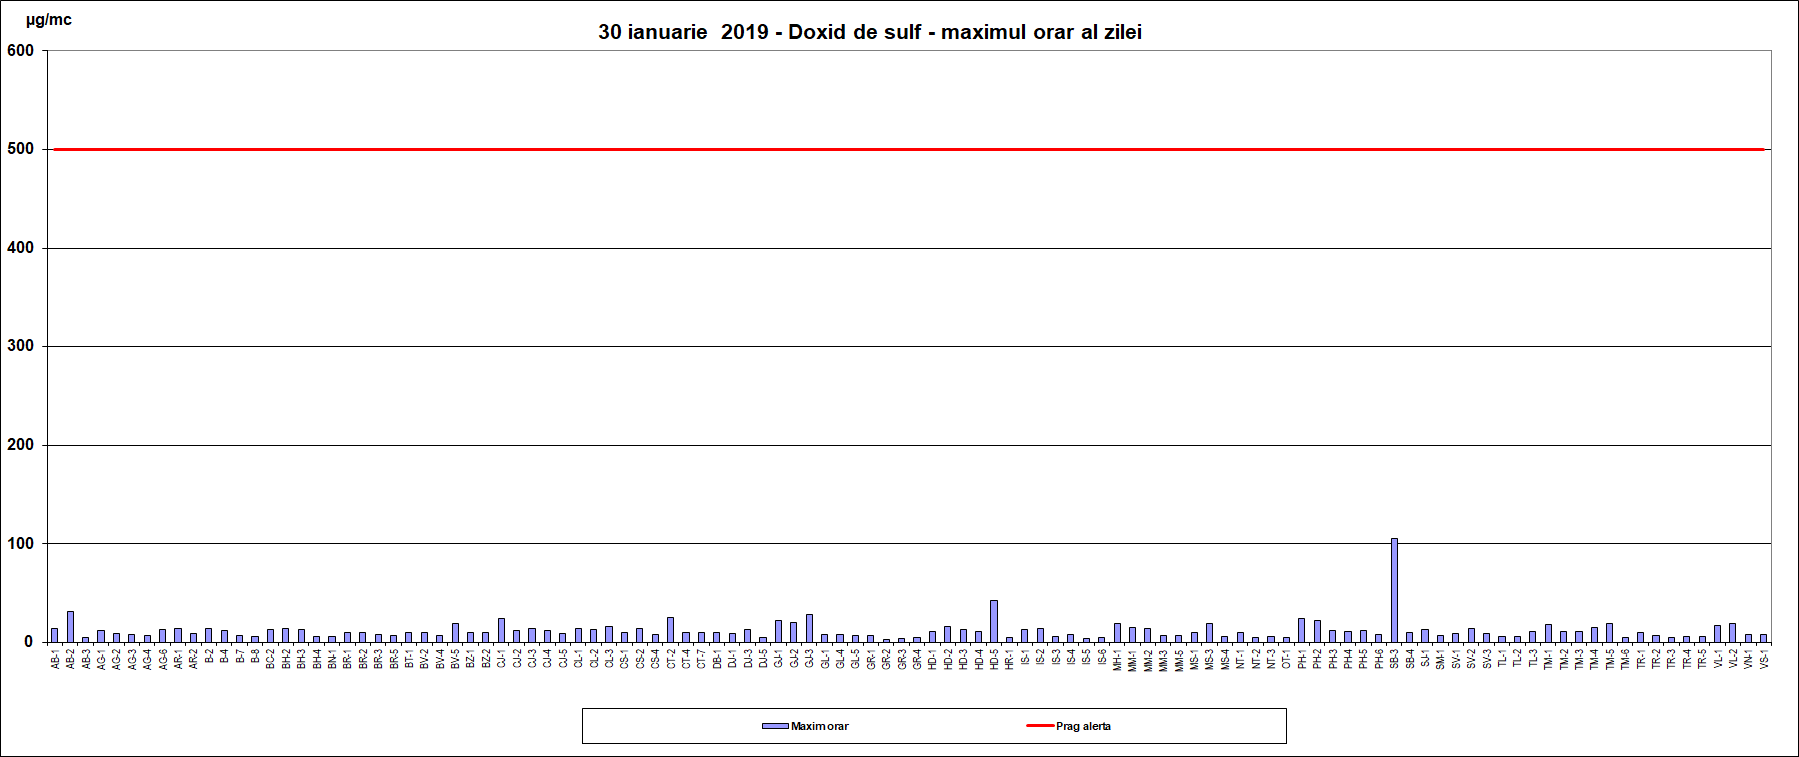 µg/mc
30 ianuarie  2019 - Doxid de sulf - maximul orar al zilei
600
500
400
300
200
100
0
AB-1 AB-2 AB-3 AG-1 AG-2 AG-3 AG-4 AG-6 AR-1 AR-2 B-2 B-4 B-7 B-8 BC-2 BH-2 BH-3 BH-4 BN-1 BR-1 BR-2 BR-3 BR-5 BT-1 BV-2 BV-4 BV-5 BZ-1 BZ-2 CJ-1 CJ-2 CJ-3 CJ-4 CJ-5 CL-1 CL-2 CL-3 CS-1 CS-2 CS-4 CT-2 CT-4 CT-7 DB-1 DJ-1 DJ-3 DJ-5 GJ-1 GJ-2 GJ-3 GL-1 GL-4 GL-5 GR-1 GR-2 GR-3 GR-4 HD-1 HD-2 HD-3 HD-4 HD-5 HR-1 IS-1 IS-2 IS-3 IS-4 IS-5 IS-6 MH-1 MM-1 MM-2 MM-3 MM-5 MS-1 MS-3 MS-4 NT-1 NT-2 NT-3 OT-1 PH-1 PH-2 PH-3 PH-4 PH-5 PH-6 SB-3 SB-4 SJ-1 SM-1 SV-1 SV-2 SV-3 TL-1 TL-2 TL-3 TM-1 TM-2 TM-3 TM-4 TM-5 TM-6 TR-1 TR-2 TR-3 TR-4 TR-5 VL-1 VL-2 VN-1 VS-1
Maxim orar
Prag alerta